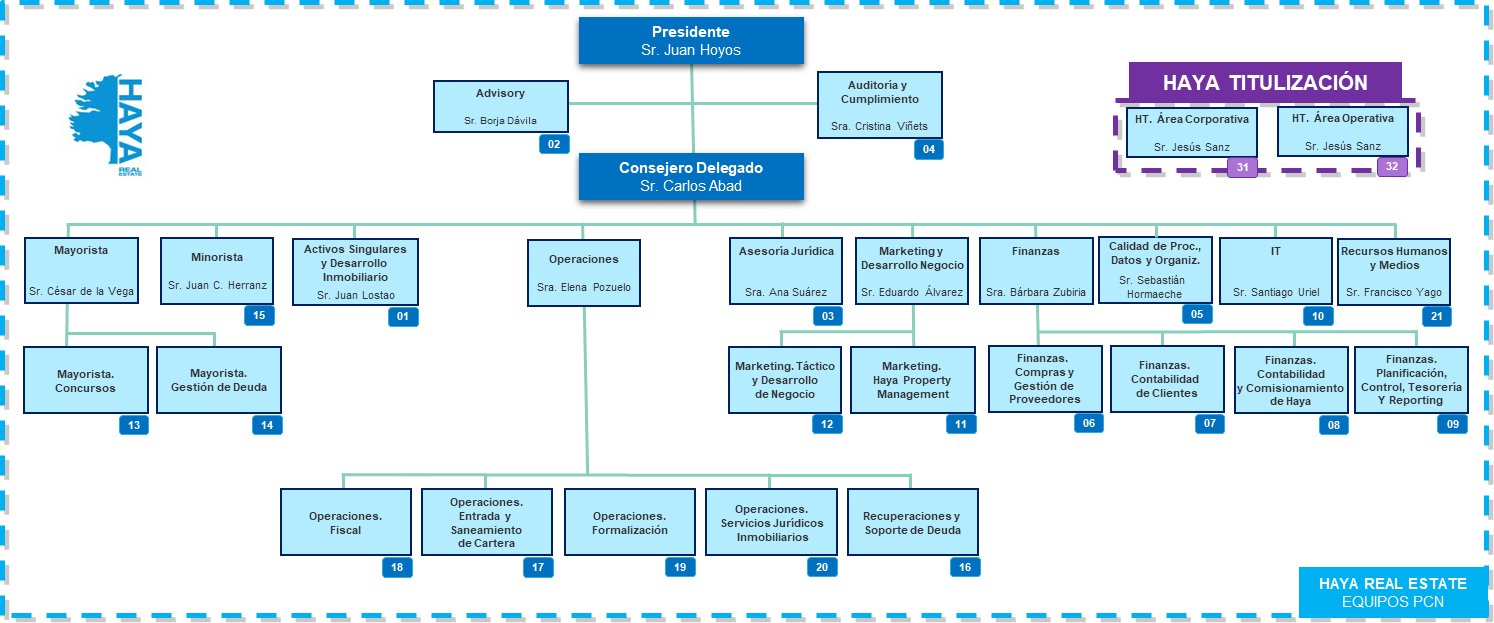 Presidente
Sr. Juan Hoyos
HAYA
REAL
ESTATE
Advisory
Sr. Borja Dávila
02
Auditoría y
Cumplimiento
Sra. Cristina Viñets
04
HAYA TITULIZACIÓN
HT. Área Corporativa
Sr. Jesús Sanz
31
HT. Área Operativa
Sr. Jesús Sanz
32
Consejero Delegado
Sr. Carlos Abad
Mayorista
Sr. César de la Vega
Minorista
Sr. Juan C. Herranz
15
Activos Singulares
y Desarrollo
Inmobiliario
Sr. Juan Lostao
01
Operaciones
Sra. Elena Pozuelo
Asesoría Jurídica
Sra. Ana Suárez
03
Marketing y
Desarrollo Negocio
Sr. Eduardo Álvarez
Finanzas
Sra. Bárbara Zubiria
Calidad de Proc.,
Datos y Organiz.
Sr. Sebastián
Hormaeche
05
IT
Sr. Santiago Uriel
10
Recursos Humanos
y Medios
Sr. Francisco Yago
21
Mayorista.
Concursos
13
Mayorista.
Gestión de Deuda
14
Marketing. Táctico
y Desarrollo
de Negocio
12
Marketing.
Haya Property
Management
11
Finanzas.
Compras y
Gestión de
Proveedores
06
Finanzas.
Contabilidad
de Clientes
07
Finanzas.
Contabilidad
y Comisionamiento
de Haya
08
Finanzas.
Planificación,
Control, Tesorería
Y Reporting
09
Operaciones.
Fiscal
18
Operaciones.
Entrada y
Saneamiento
de Cartera
17
Operaciones.
Formalización
19
Operaciones.
Servicios Jurídicos
Inmobiliarios
20
Recuperaciones y
Soporte de Deuda
16
HAYA REAL ESTATE
EQUIPOS PCN